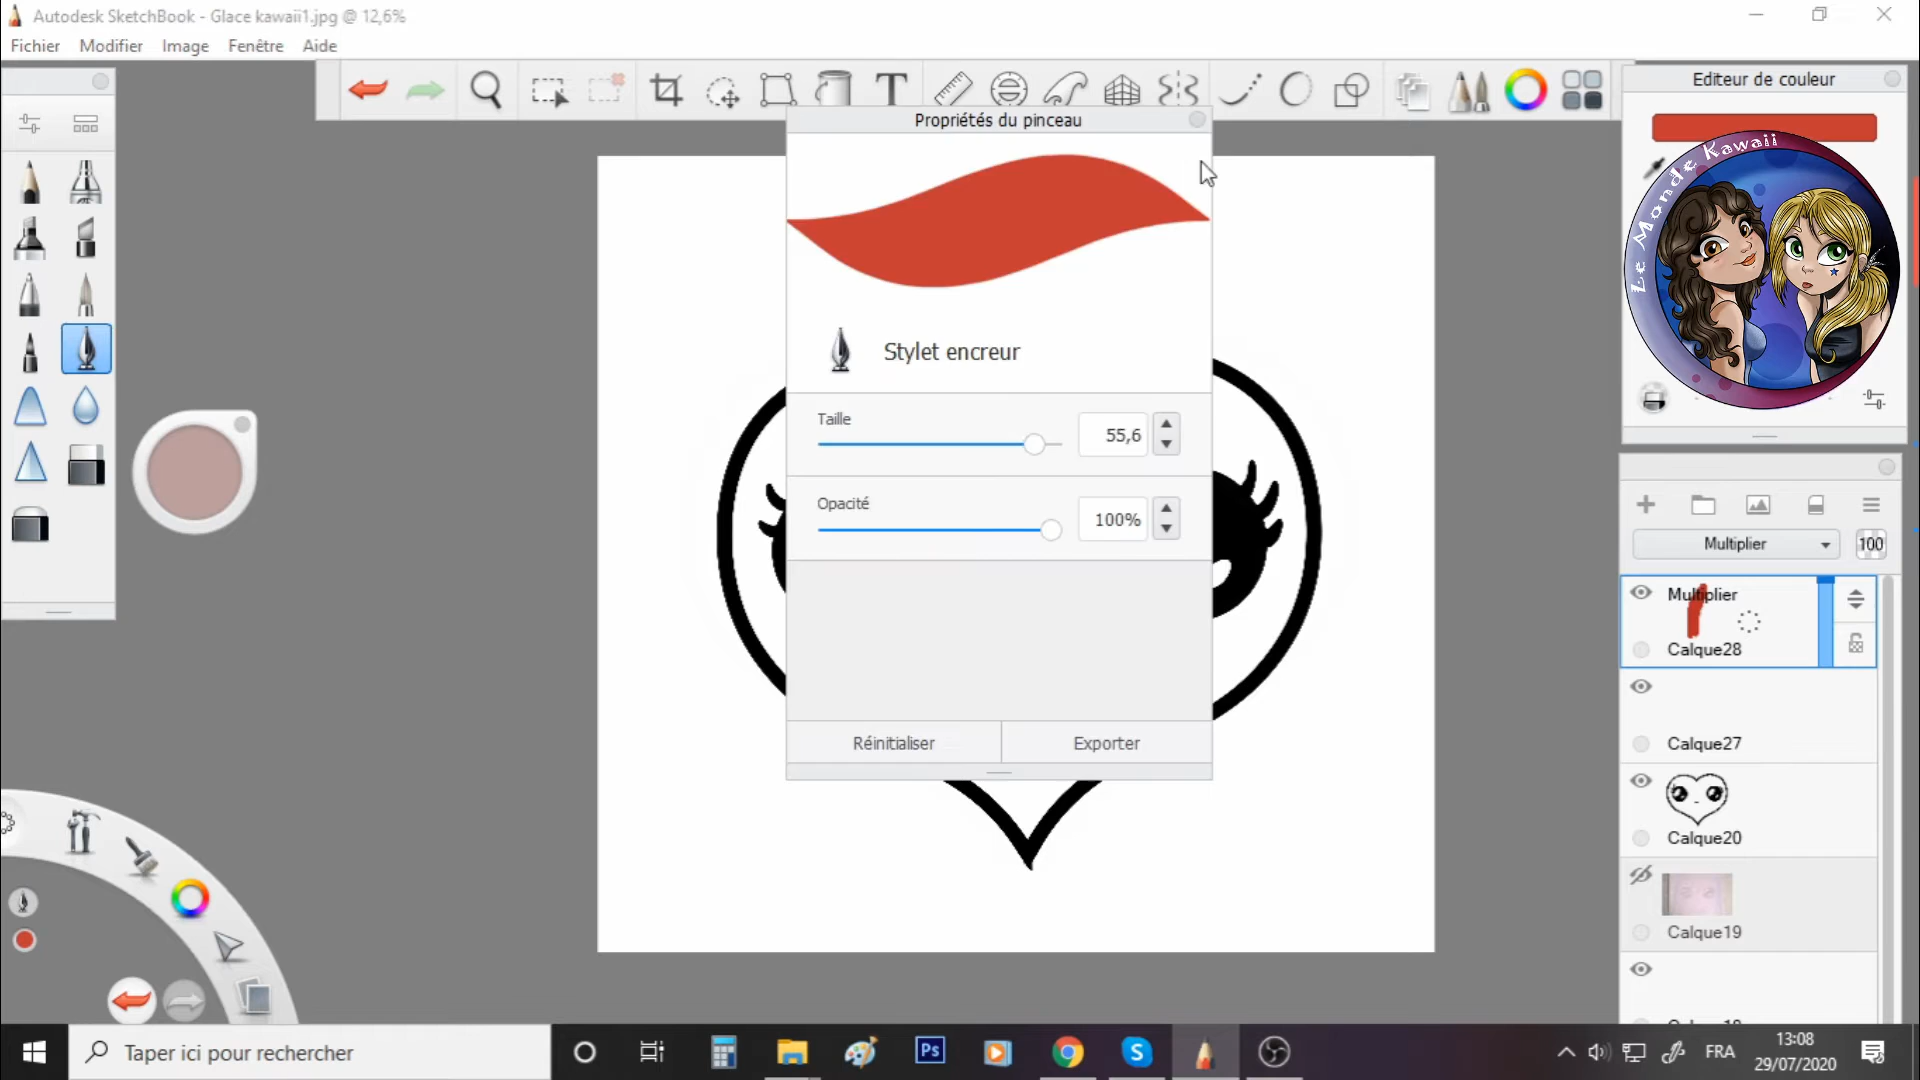 Autodesk SketchBook - Glace kawaii1.jpg @ 12,6%
Fichier Modifier Image Fenêtre Aide
T
Editeur de couleur
Propriétés du pinceau
Le Monde Kawaii
Stylet encreur
Taille
55,6
Opacité
100%
Réinitialiser
Exporter
Multiplier
100
Multiplier
Calque28
Calque27
Calque20
Calque19
Taper ici pour rechercher
Ps
S
FRA
13:08
29/07/2020